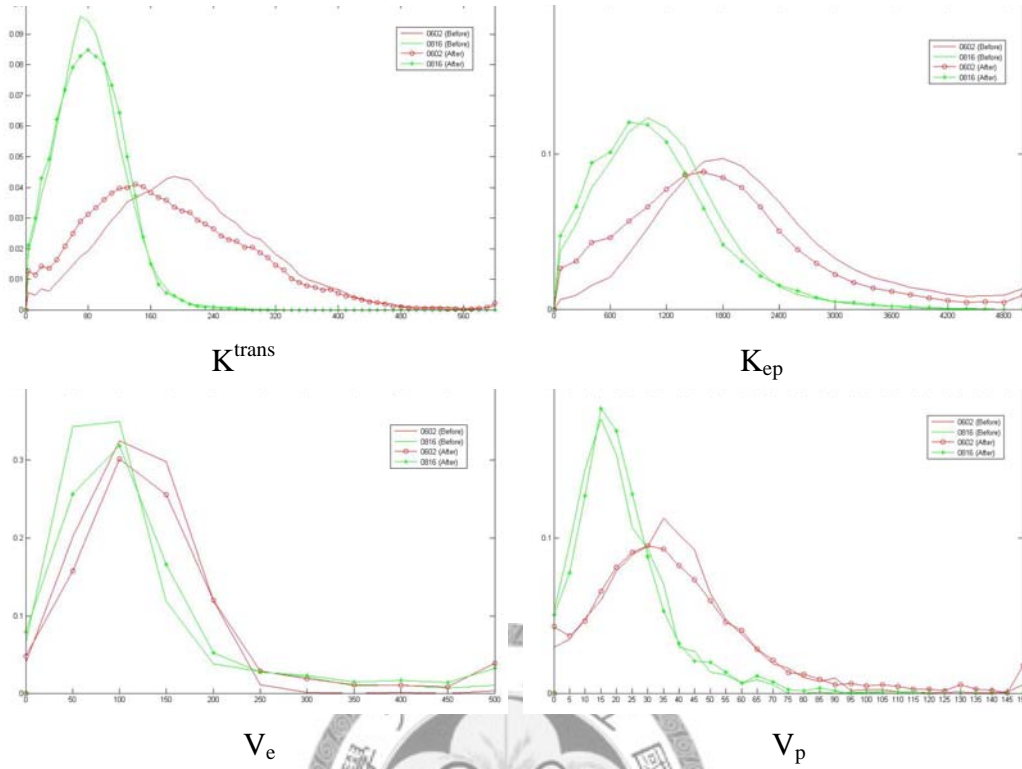 0.09
0.08
0.07
0.06
0.05
0.04
0.03
0.02
0.01
0
0602 (Before)
0816 (Before)
0602 (After)
0816 (After)
0 80 160 240 320 400 480 560 600
K^trans
0.1
0
0602 (Before)
0816 (Before)
0602 (After)
0816 (After)
0 600 1200 1800 2400 3000 3600 4200 4800
K_ep
0.3
0.2
0.1
0
0602 (Before)
0816 (Before)
0602 (After)
0816 (After)
0 50 100 150 200 250 300 350 400 450 500
V_e
0.1
0
0602 (Before)
0816 (Before)
0602 (After)
0816 (After)
0 5 10 15 20 25 30 35 40 45 50 55 60 65 70 75 80 85 90 95 100 105 110 115 120 125 130 135 140 145
V_p